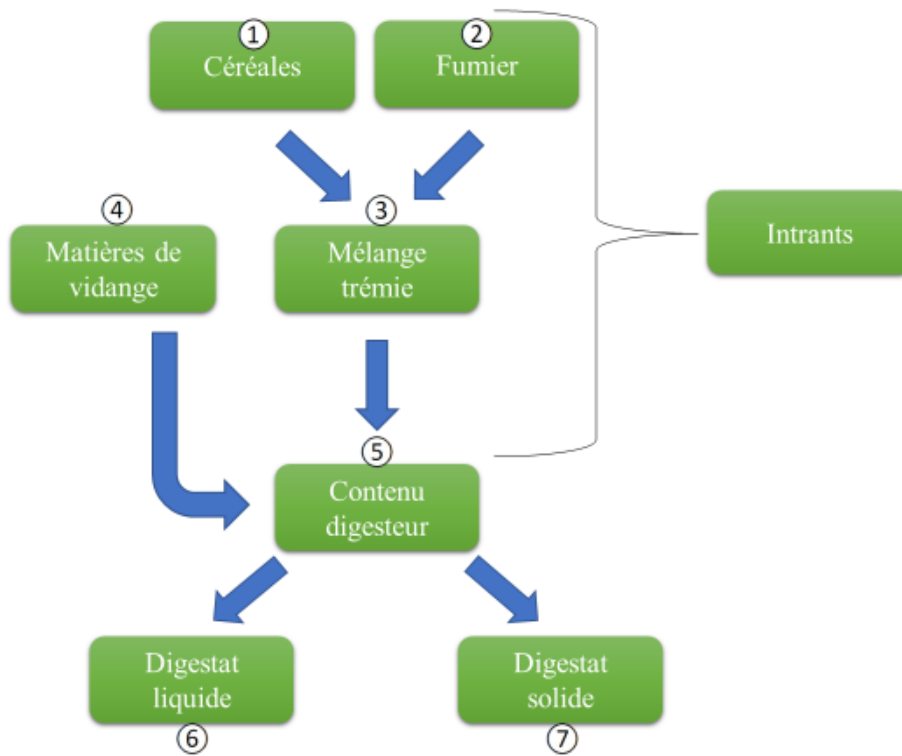 ①
Céréales
②
Fumier
④
Matières de
vidange
③
Mélange
trémie
Intrants
⑤
Contenu
digesteur
Digestat
liquide
⑥
Digestat
solide
⑦